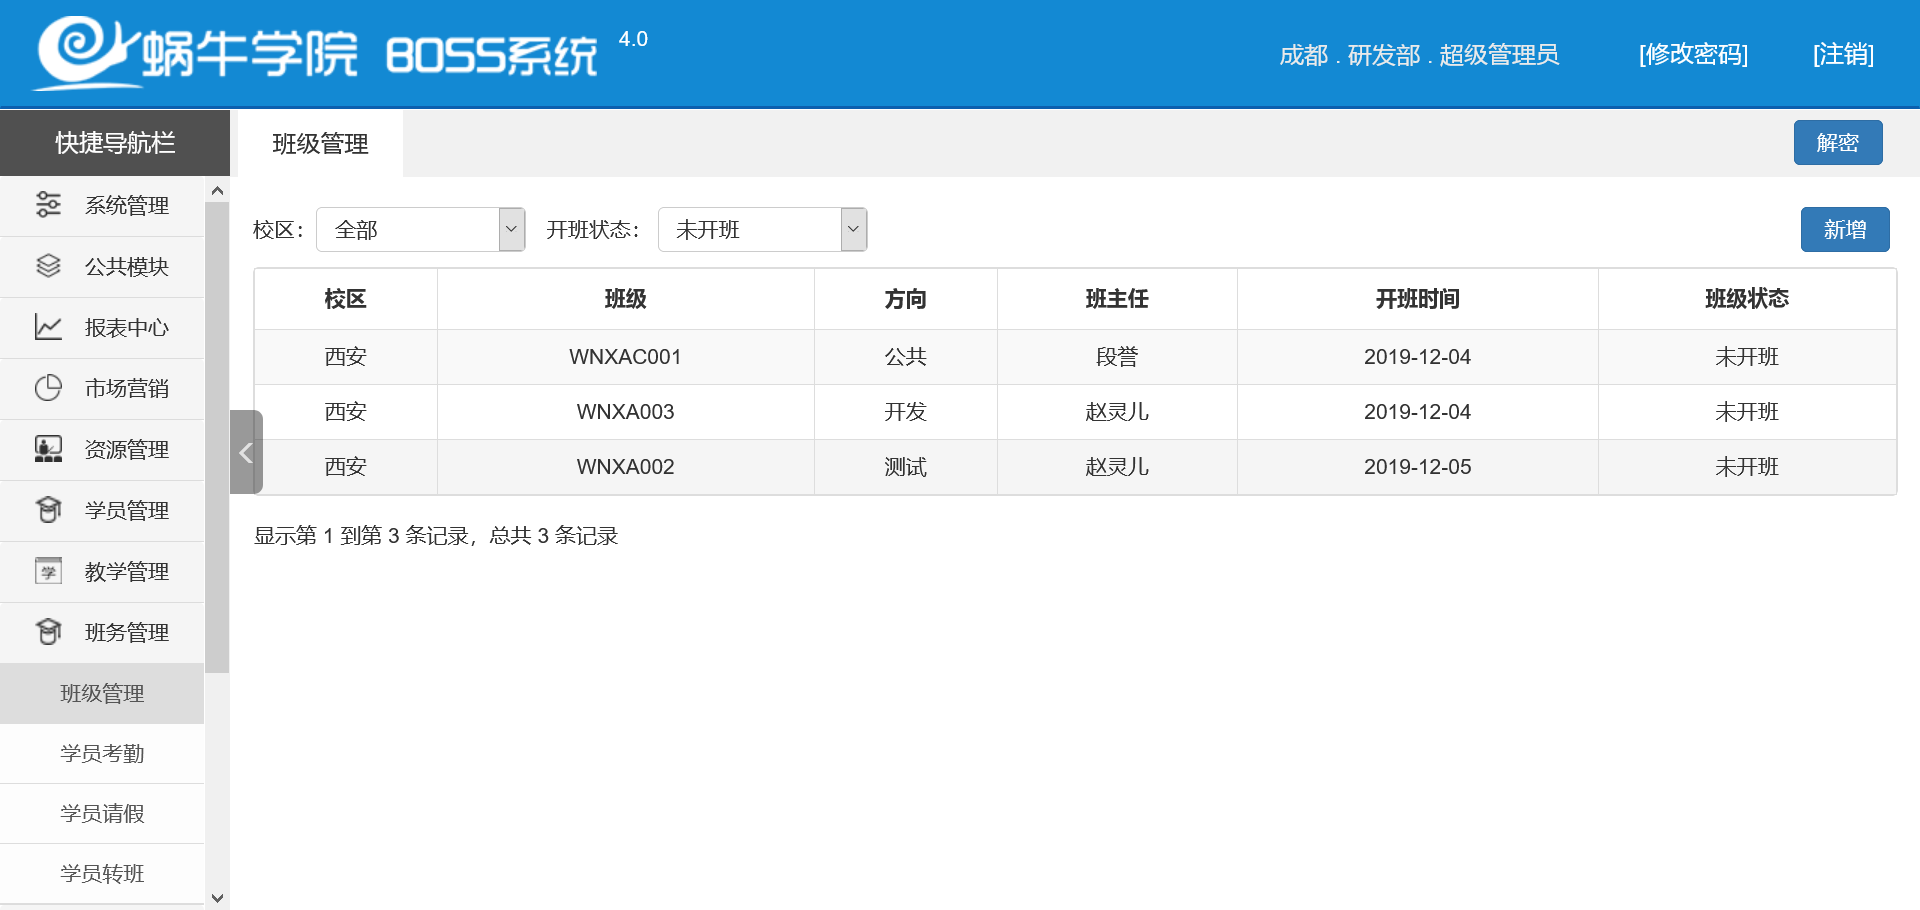 蜗牛学院 BOSS系统 4.0
成都 . 研发部 . 超级管理员 [修改密码] [注销]
快捷导航栏
班级管理
解密
系统管理
公共模块
报表中心
市场营销
资源管理
学员管理
学 教学管理
班务管理
班级管理
学员考勤
学员请假
学员转班
校区： 全部 开班状态： 未开班
新增
校区 班级 方向 班主任 开班时间 班级状态
西安 WNXAC001 公共 段誉 2019-12-04 未开班
西安 WNXA003 开发 赵灵儿 2019-12-04 未开班
西安 WNXA002 测试 赵灵儿 2019-12-05 未开班
显示第 1 到第 3 条记录，总共 3 条记录